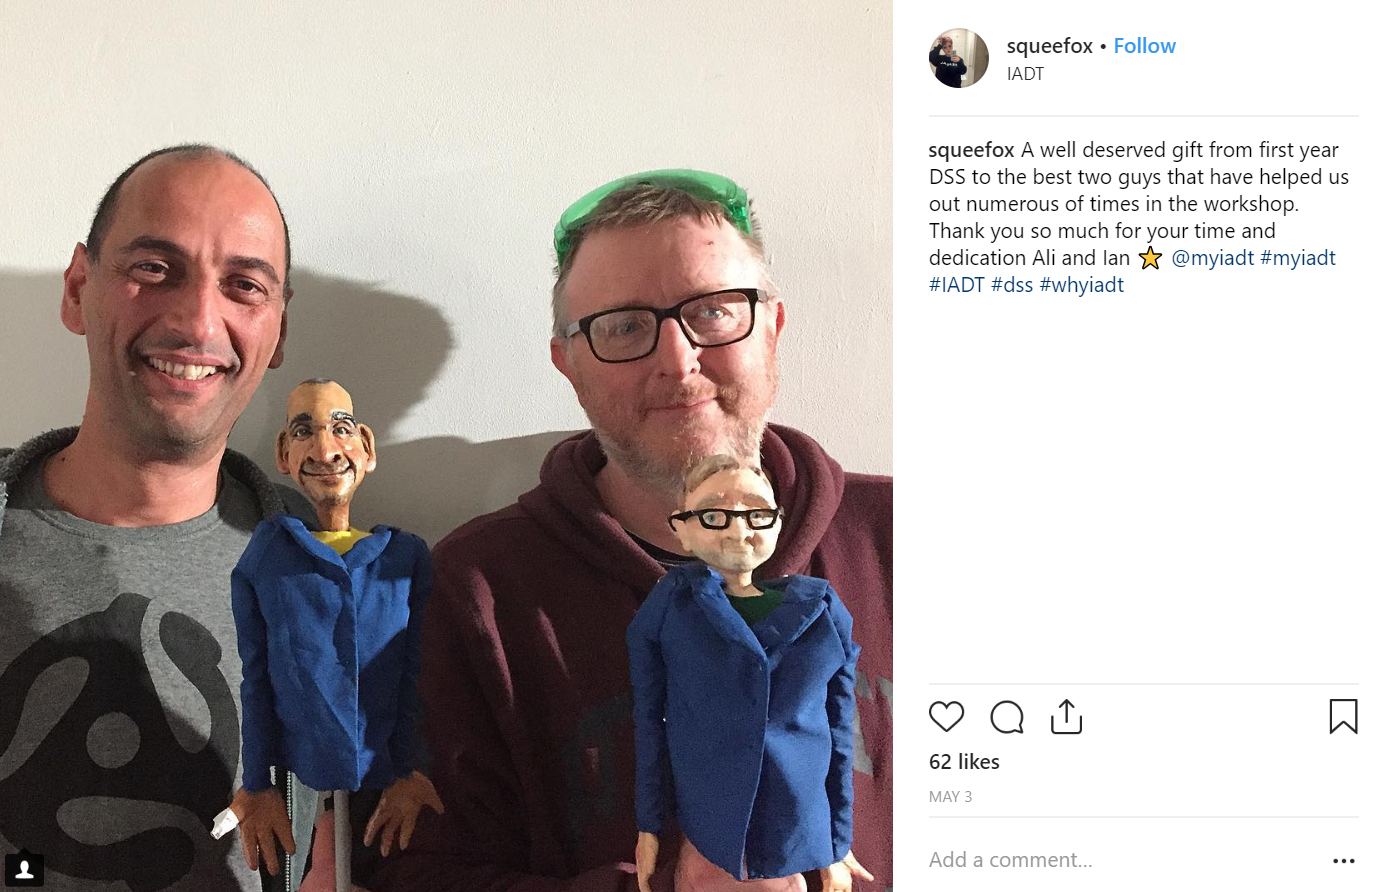 squeefox • Follow
IADT
squeefox A well deserved gift from first year
DSS to the best two guys that have helped us
out numerous of times in the workshop.
Thank you so much for your time and
dedication Ali and Ian ⭐ @myiadt #myiadt
#IADT #dss #whyiadt
62 likes
MAY 3
Add a comment...